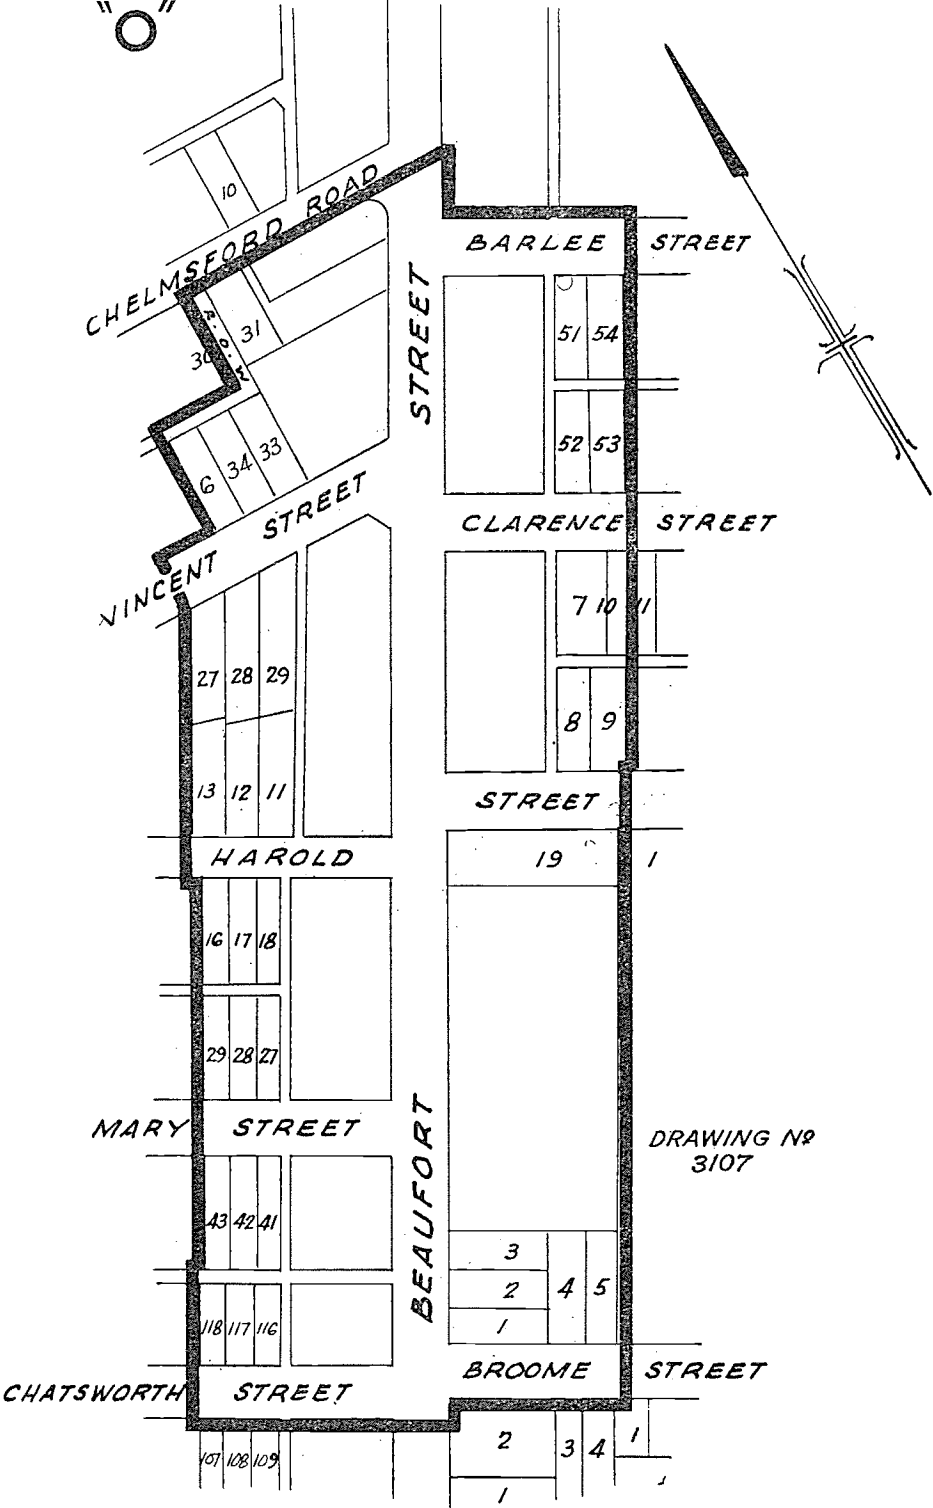 "O"
10
CHELMSFORD ROAD
BARLEE STREET
R.O.W
30 31
51 54
STREET
52 53
6 34 33
VINCENT STREET
CLARENCE STREET
7 10 11
27 28 29
8 9
13 12 11
STREET
HAROLD
19 1
16 17 18
29 28 27
MARY STREET
BEAUFORT
DRAWING Nº
3107
43 42 41
3
2 4 5
1
118 117 116
BROOME STREET
CHATSWORTH STREET
2 3 4 1
107 108 109
1